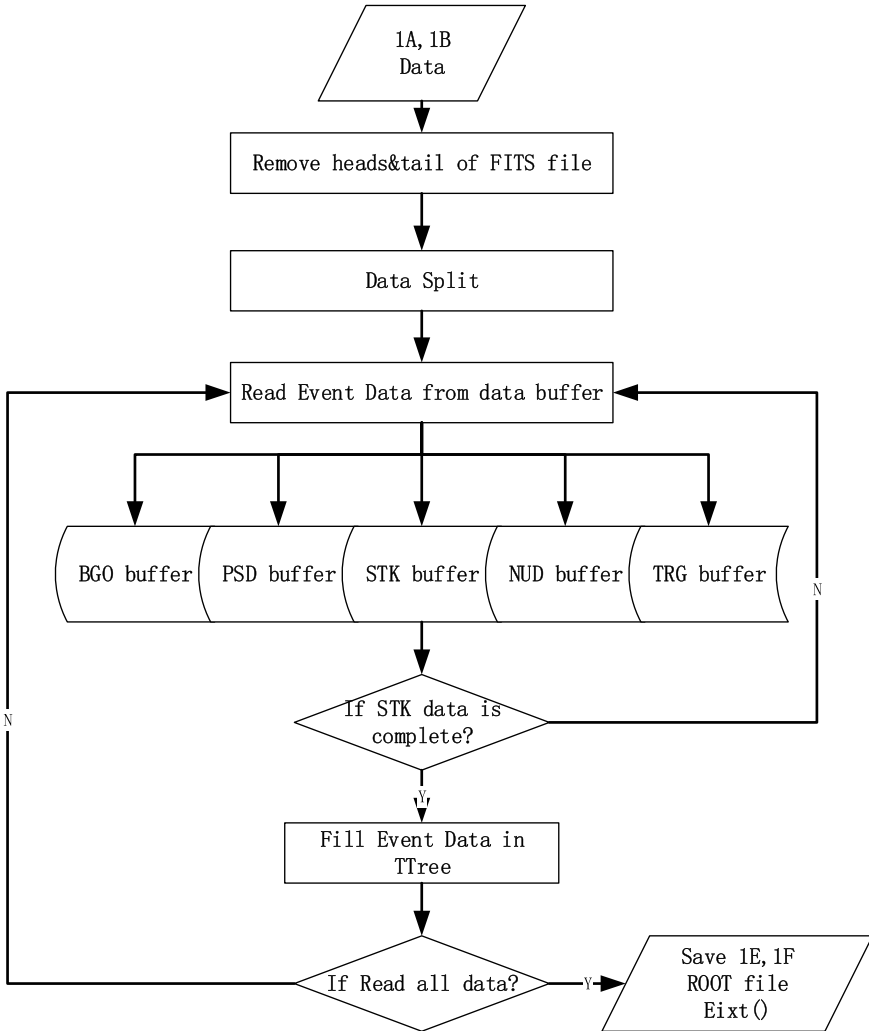 1A,1B
Data
Remove heads&tail of FITS file
Data Split
Read Event Data from data buffer
BGO buffer
PSD buffer
STK buffer
NUD buffer
TRG buffer
N
If STK data is
complete?
N
Y
Fill Event Data in
TTree
If Read all data?
Y
Save 1E,1F
ROOT file
Eixt()